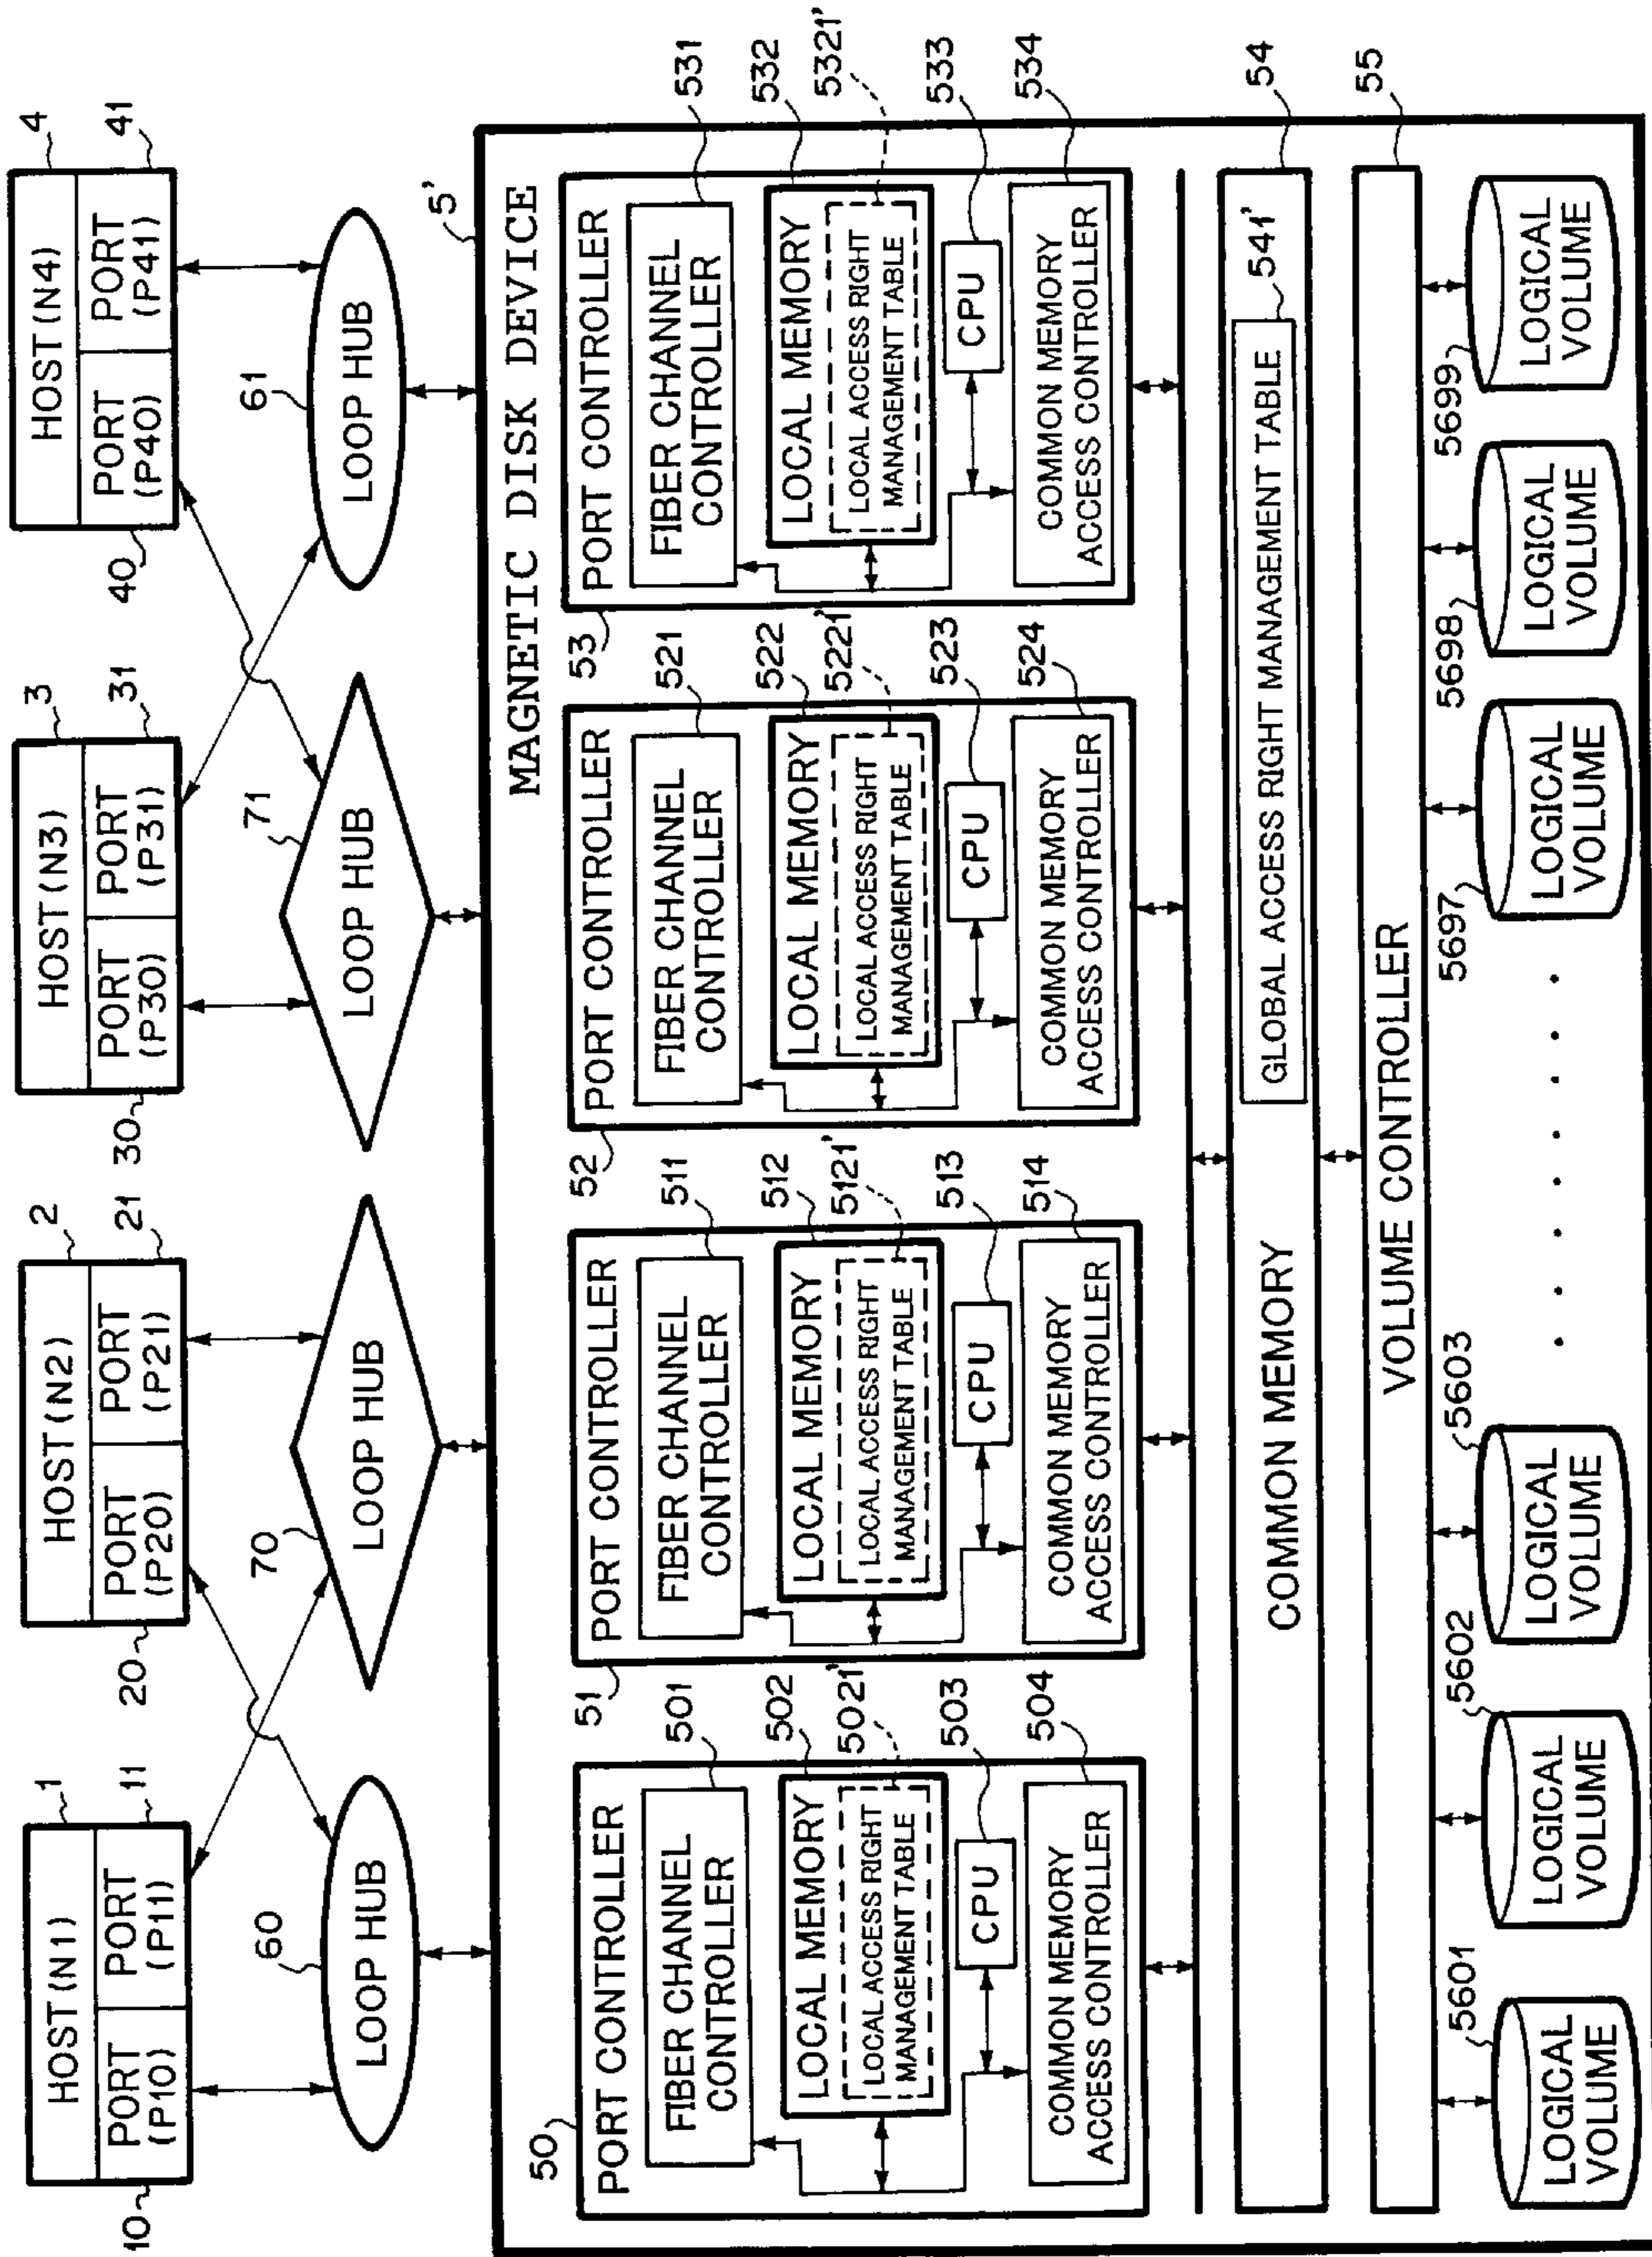 HOST(N1)
1
PORT
(P10)
PORT
(P11)
10
11
HOST(N2)
2
PORT
(P20)
PORT
(P21)
20
21
HOST(N3)
3
PORT
(P30)
PORT
(P31)
30
31
HOST(N4)
4
PORT
(P40)
PORT
(P41)
40
41
60
LOOP HUB
70
LOOP HUB
71
LOOP HUB
61
LOOP HUB
MAGNETIC DISK DEVICE
5'
50
PORT CONTROLLER
501
FIBER CHANNEL
CONTROLLER
502
LOCAL MEMORY
5021'
LOCAL ACCESS RIGHT
MANAGEMENT TABLE
503
CPU
504
COMMON MEMORY
ACCESS CONTROLLER
51
PORT CONTROLLER
511
FIBER CHANNEL
CONTROLLER
512
LOCAL MEMORY
5121'
LOCAL ACCESS RIGHT
MANAGEMENT TABLE
513
CPU
514
COMMON MEMORY
ACCESS CONTROLLER
52
PORT CONTROLLER
521
FIBER CHANNEL
CONTROLLER
522
LOCAL MEMORY
5221'
LOCAL ACCESS RIGHT
MANAGEMENT TABLE
523
CPU
524
COMMON MEMORY
ACCESS CONTROLLER
53
PORT CONTROLLER
531
FIBER CHANNEL
CONTROLLER
532
LOCAL MEMORY
5321'
LOCAL ACCESS RIGHT
MANAGEMENT TABLE
533
CPU
534
COMMON MEMORY
ACCESS CONTROLLER
COMMON MEMORY
GLOBAL ACCESS RIGHT MANAGEMENT TABLE
541'
54
VOLUME CONTROLLER
55
5601
LOGICAL
VOLUME
5602
LOGICAL
VOLUME
5603
LOGICAL
VOLUME
. . . . . .
5697
LOGICAL
VOLUME
5698
LOGICAL
VOLUME
5699
LOGICAL
VOLUME